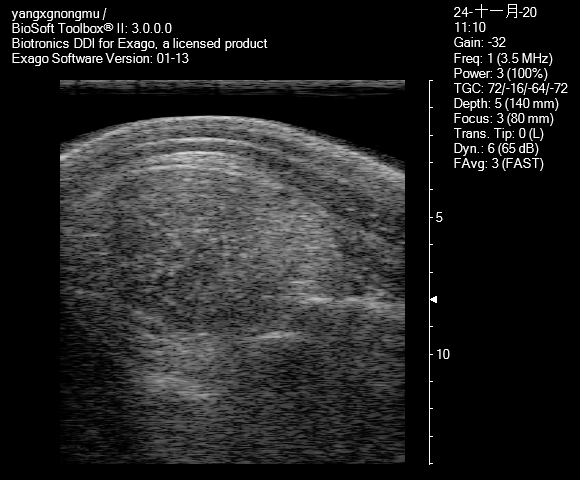 yangxgnongmu /
BioSoft Toolbox® II: 3.0.0.0
Biotronics DDI for Exago, a licensed product
Exago Software Version: 01-13
24-十一月-20
11:10
Gain: -32
Freq: 1 (3.5 MHz)
Power: 3 (100%)
TGC: 72/-16/-64/-72
Depth: 5 (140 mm)
Focus: 3 (80 mm)
Trans. Tip: 0 (L)
Dyn.: 6 (65 dB)
FAvg: 3 (FAST)
5
10